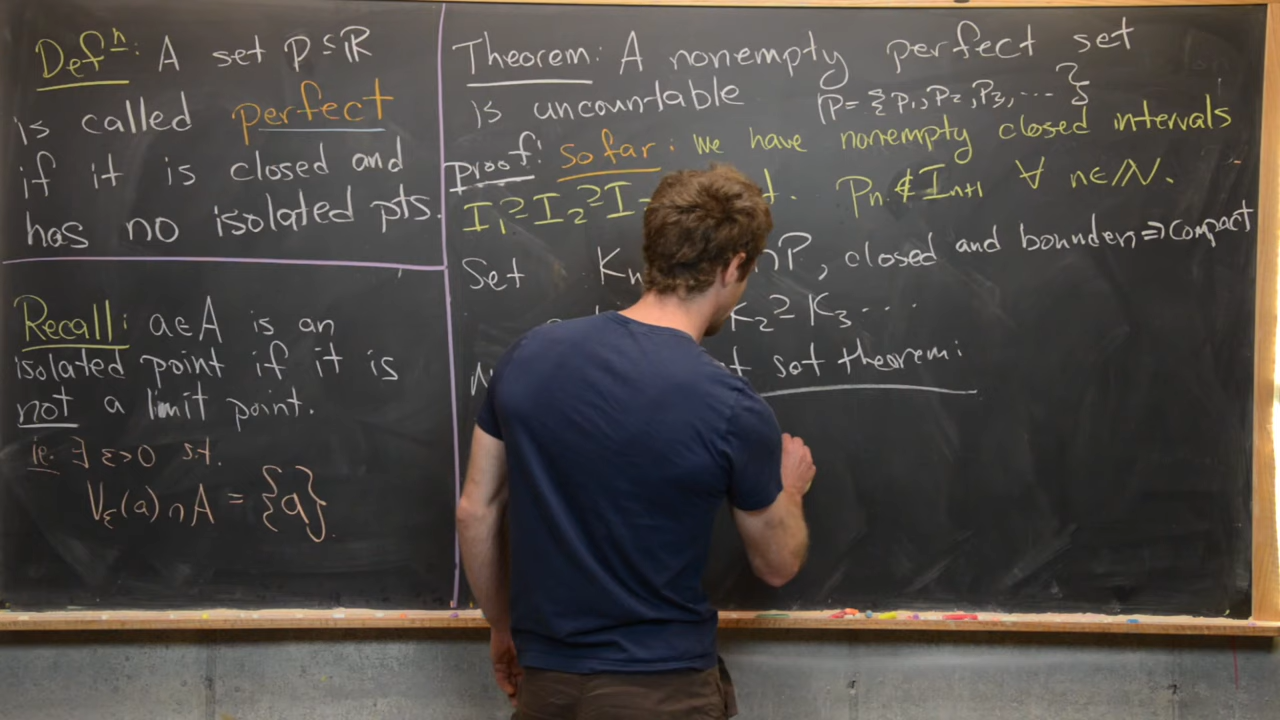 Defⁿ: A set P ⊆ ℝ
is called perfect
if it is closed and
has no isolated pts.
Recall: a∈A is an
isolated point if it is
not a limit point.
ie. ∃ ε>0 s.t.
V_ε(a) ∩ A = {a}
Theorem: A nonempty perfect set
is uncountable
P = {P₁, P₂, P₃, ... }
Proof: So far: we have nonempty closed intervals
I₁ ⊇ I₂ ⊇ I t. Pₙ ∉ Iₙ₊₁ ∀ n∈ℕ.
Set Kₙ ∩P, closed and bounded ⇒ compact
K₂ ⊇ K₃ ...
set theorem: